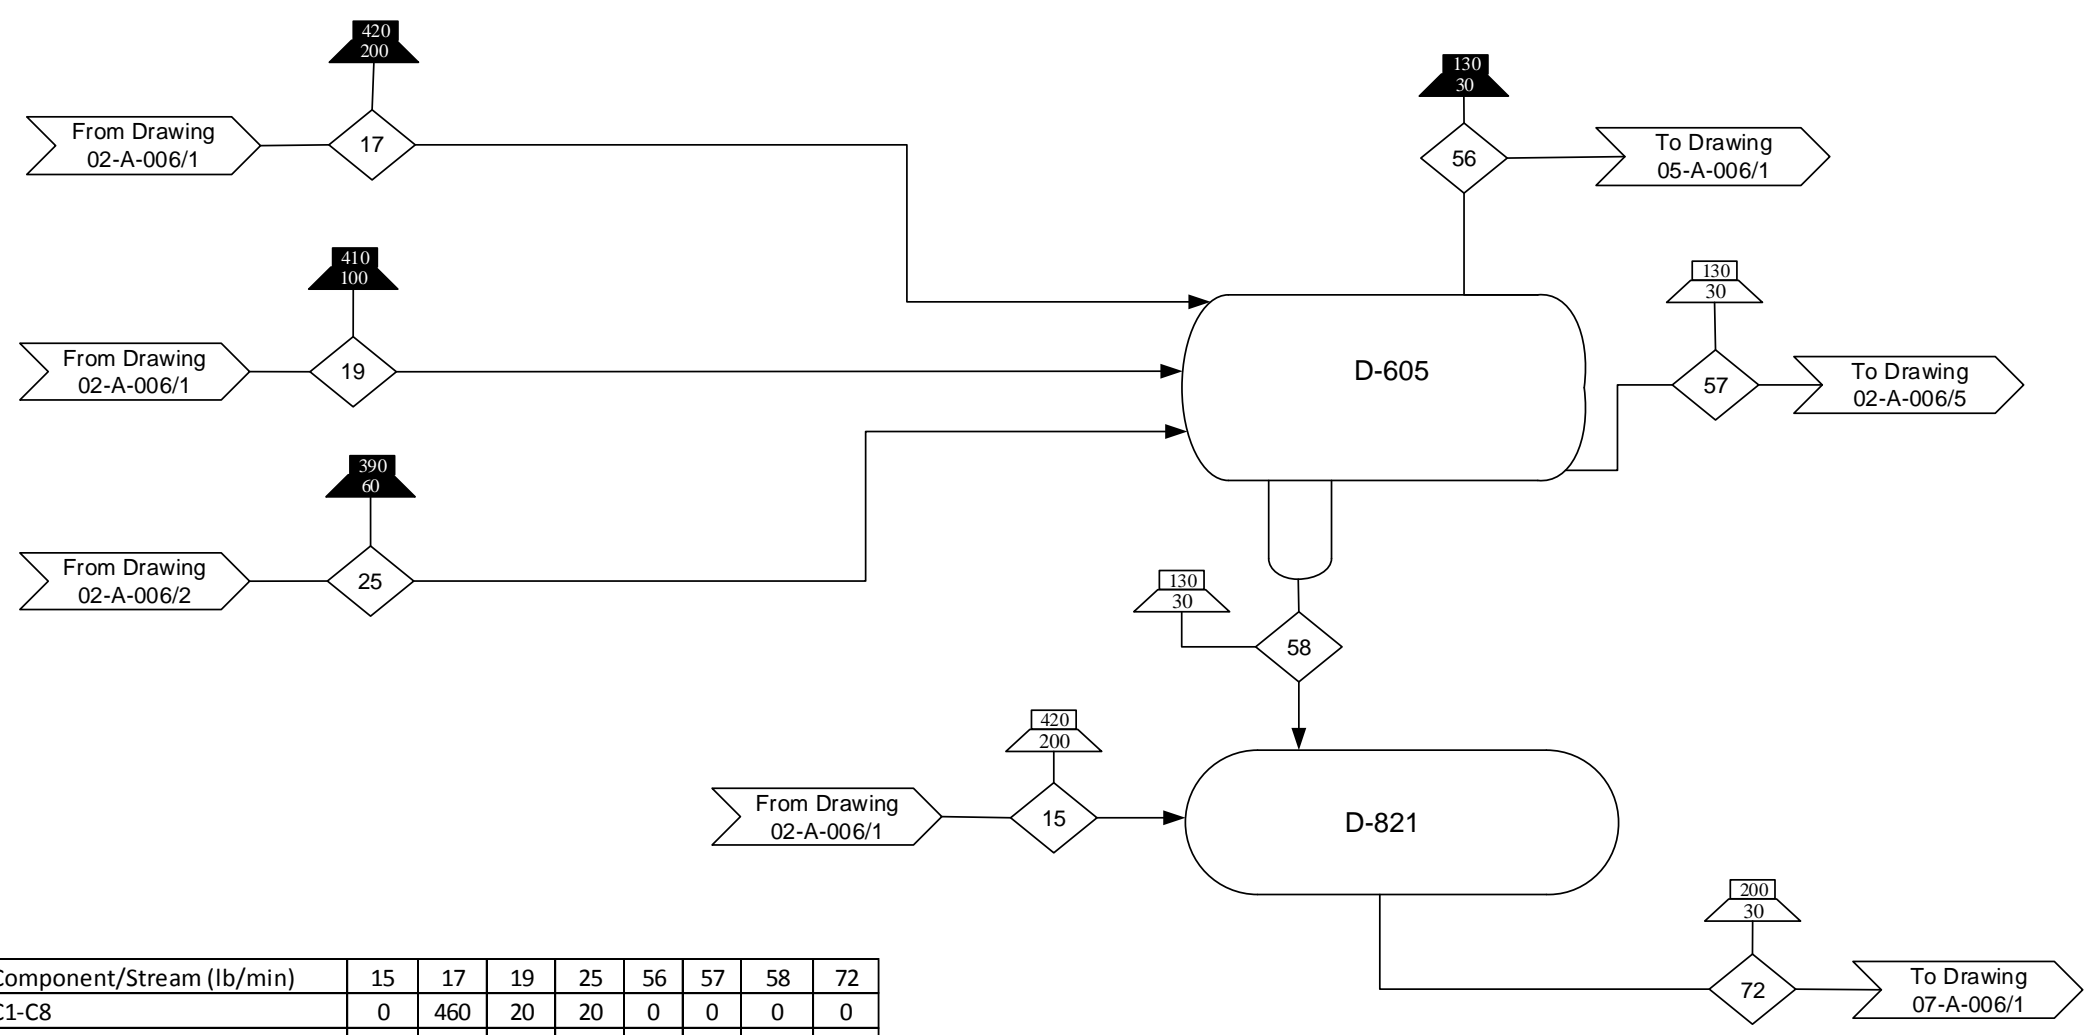 420
200
From Drawing
02-A-006/1
17
130
30
56
To Drawing
05-A-006/1
410
100
From Drawing
02-A-006/1
19
D-605
130
30
57
To Drawing
02-A-006/5
390
60
From Drawing
02-A-006/2
25
130
30
58
420
200
From Drawing
02-A-006/1
15
D-821
200
30
72
To Drawing
07-A-006/1
Component/Stream (lb/min) 15 17 19 25 56 57 58 72
C1-C8 0 460 20 20 0 0 0 0